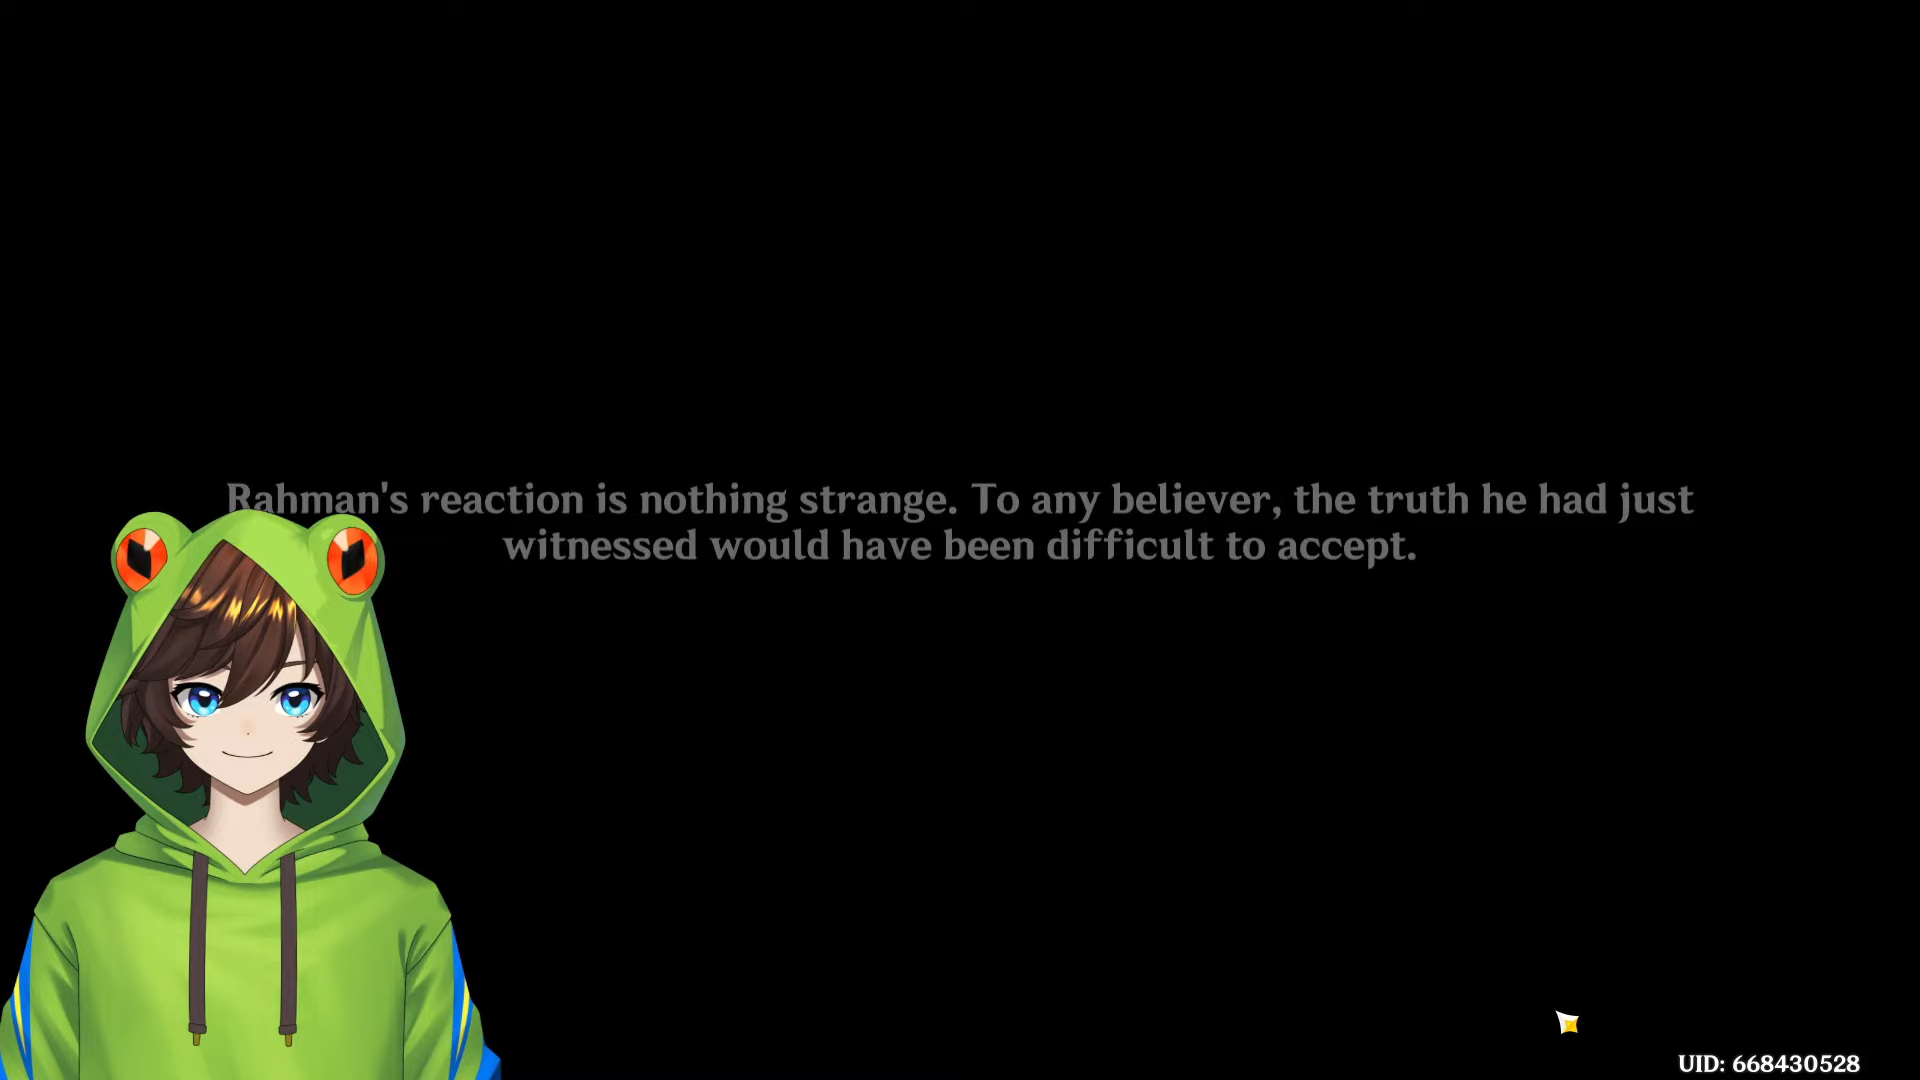 Rahman's reaction is nothing strange. To any believer, the truth he had just
witnessed would have been difficult to accept.
UID: 668430528